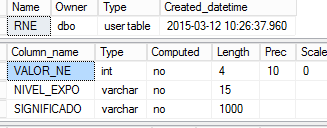 Name Owner Type Created_datetime
RNE dbo user table 2015-03-12 10:26:37.960
Column_name Type Computed Length Prec Scale
VALOR_NE int no 4 10 0
NIVEL_EXPO varchar no 15
SIGNIFICADO varchar no 1000